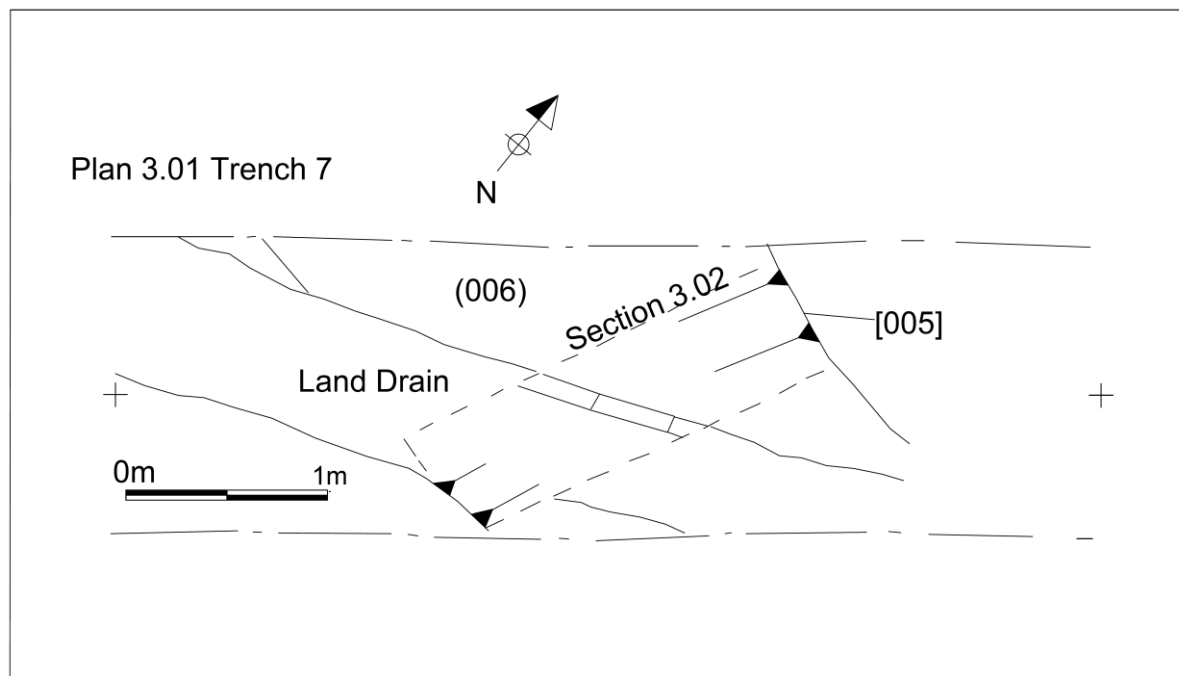 Plan 3.01 Trench 7
N
(006)
Section 3.02
[005]
Land Drain
0m
1m